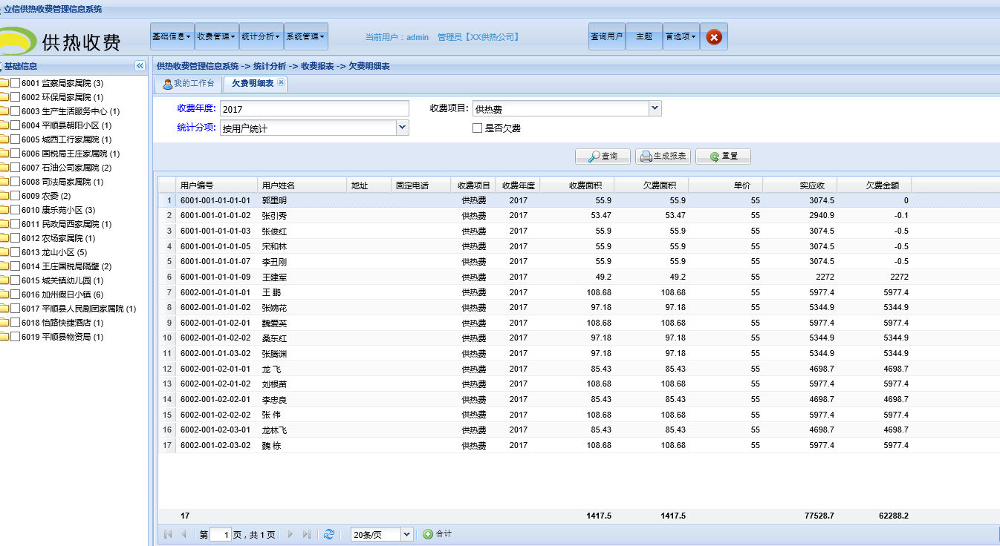 立信供热收费管理信息系统
供热收费
基础信息 收费管理 统计分析 系统管理 当前用户：admin 管理员【XX供热公司】 查询用户 主题 首选项
基础信息
6001 监察局家属院 (3)
6002 环保局家属院 (1)
6003 生产生活服务中心 (1)
6004 平顺县朝阳小区 (1)
6005 城西工行家属院 (1)
6006 国税局王庄家属院 (1)
6007 石油公司家属院 (2)
6008 司法局家属院 (1)
6009 农委 (2)
6010 康乐苑小区 (3)
6011 民政局西家属院 (1)
6012 农场家属院 (1)
6013 龙山小区 (5)
6014 王庄国税局隔壁 (2)
6015 城关镇幼儿园 (1)
6016 加州假日小镇 (6)
6017 平顺县人民剧团家属院 (1)
6018 怡路快捷酒店 (1)
6019 平顺县物资局 (1)
供热收费管理信息系统 -> 统计分析 -> 收费报表 -> 欠费明细表
我的工作台 欠费明细表
收费年度: 2017 收费项目: 供热费
统计分项: 按用户统计 是否欠费
查询 生成报表 重置
用户编号 用户姓名 地址 固定电话 收费项目 收费年度 收费面积 欠费面积 单价 实应收 欠费金额
1 6001-001-01-01-01 郭里明 供热费 2017 55.9 55.9 55 3074.5 0
2 6001-001-01-01-02 张引秀 供热费 2017 53.47 53.47 55 2940.9 -0.1
3 6001-001-01-01-03 张俊红 供热费 2017 55.9 55.9 55 3074.5 -0.5
4 6001-001-01-01-05 宋和林 供热费 2017 55.9 55.9 55 3074.5 -0.5
5 6001-001-01-01-07 李丑刚 供热费 2017 55.9 55.9 55 3074.5 -0.5
6 6001-001-01-01-09 王建军 供热费 2017 49.2 49.2 55 2272 2272
7 6002-001-01-01-01 王 鹏 供热费 2017 108.68 108.68 55 5977.4 5977.4
8 6002-001-01-01-02 张婉花 供热费 2017 97.18 97.18 55 5344.9 5344.9
9 6002-001-01-02-01 魏爱英 供热费 2017 108.68 108.68 55 5977.4 5977.4
10 6002-001-01-02-02 桑东红 供热费 2017 97.18 97.18 55 5344.9 5344.9
11 6002-001-01-03-02 张腾渊 供热费 2017 97.18 97.18 55 5344.9 5344.9
12 6002-001-02-01-01 龙 飞 供热费 2017 85.43 85.43 55 4698.7 4698.7
13 6002-001-02-01-02 刘根苗 供热费 2017 108.68 108.68 55 5977.4 5977.4
14 6002-001-02-02-01 李忠良 供热费 2017 85.43 85.43 55 4698.7 4698.7
15 6002-001-02-02-02 张 伟 供热费 2017 108.68 108.68 55 5977.4 5977.4
16 6002-001-02-03-01 龙林飞 供热费 2017 85.43 85.43 55 4698.7 4698.7
17 6002-001-02-03-02 魏 栋 供热费 2017 108.68 108.68 55 5977.4 5977.4
17 1417.5 1417.5 77528.7 62288.2
第 1 页 , 共 1 页 20条/页 合计